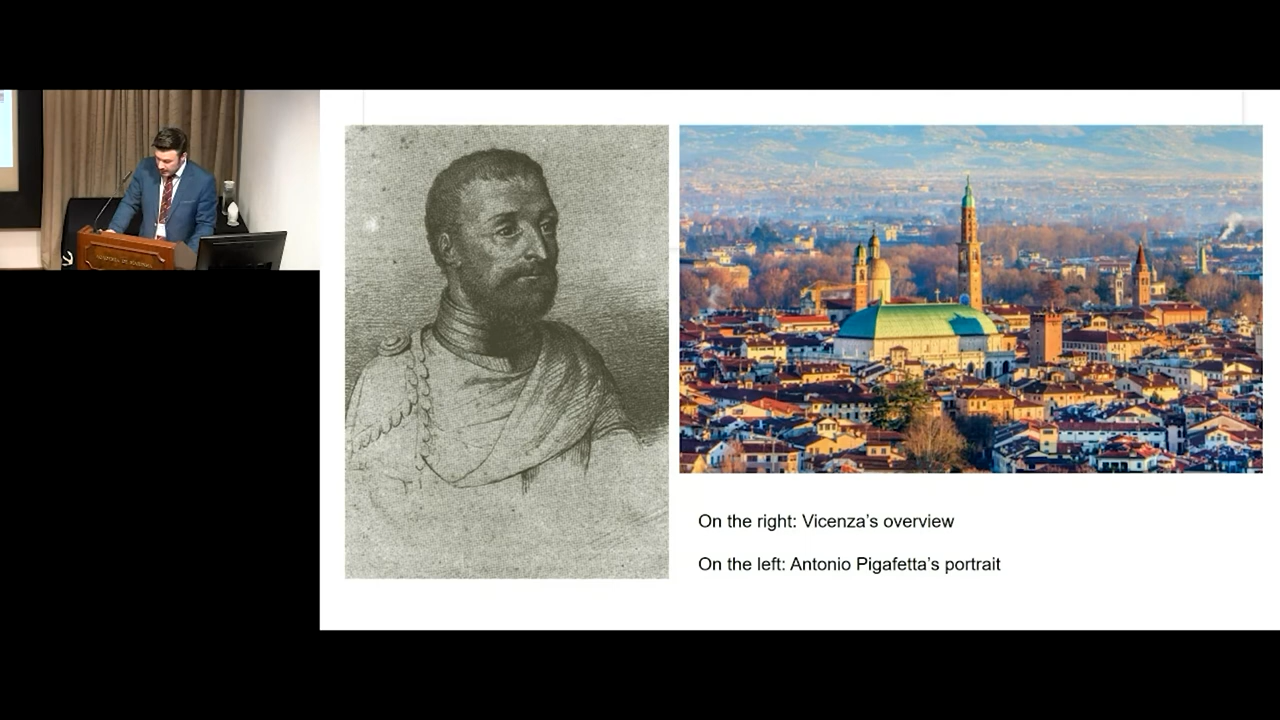 On the right: Vicenza’s overview
On the left: Antonio Pigafetta’s portrait